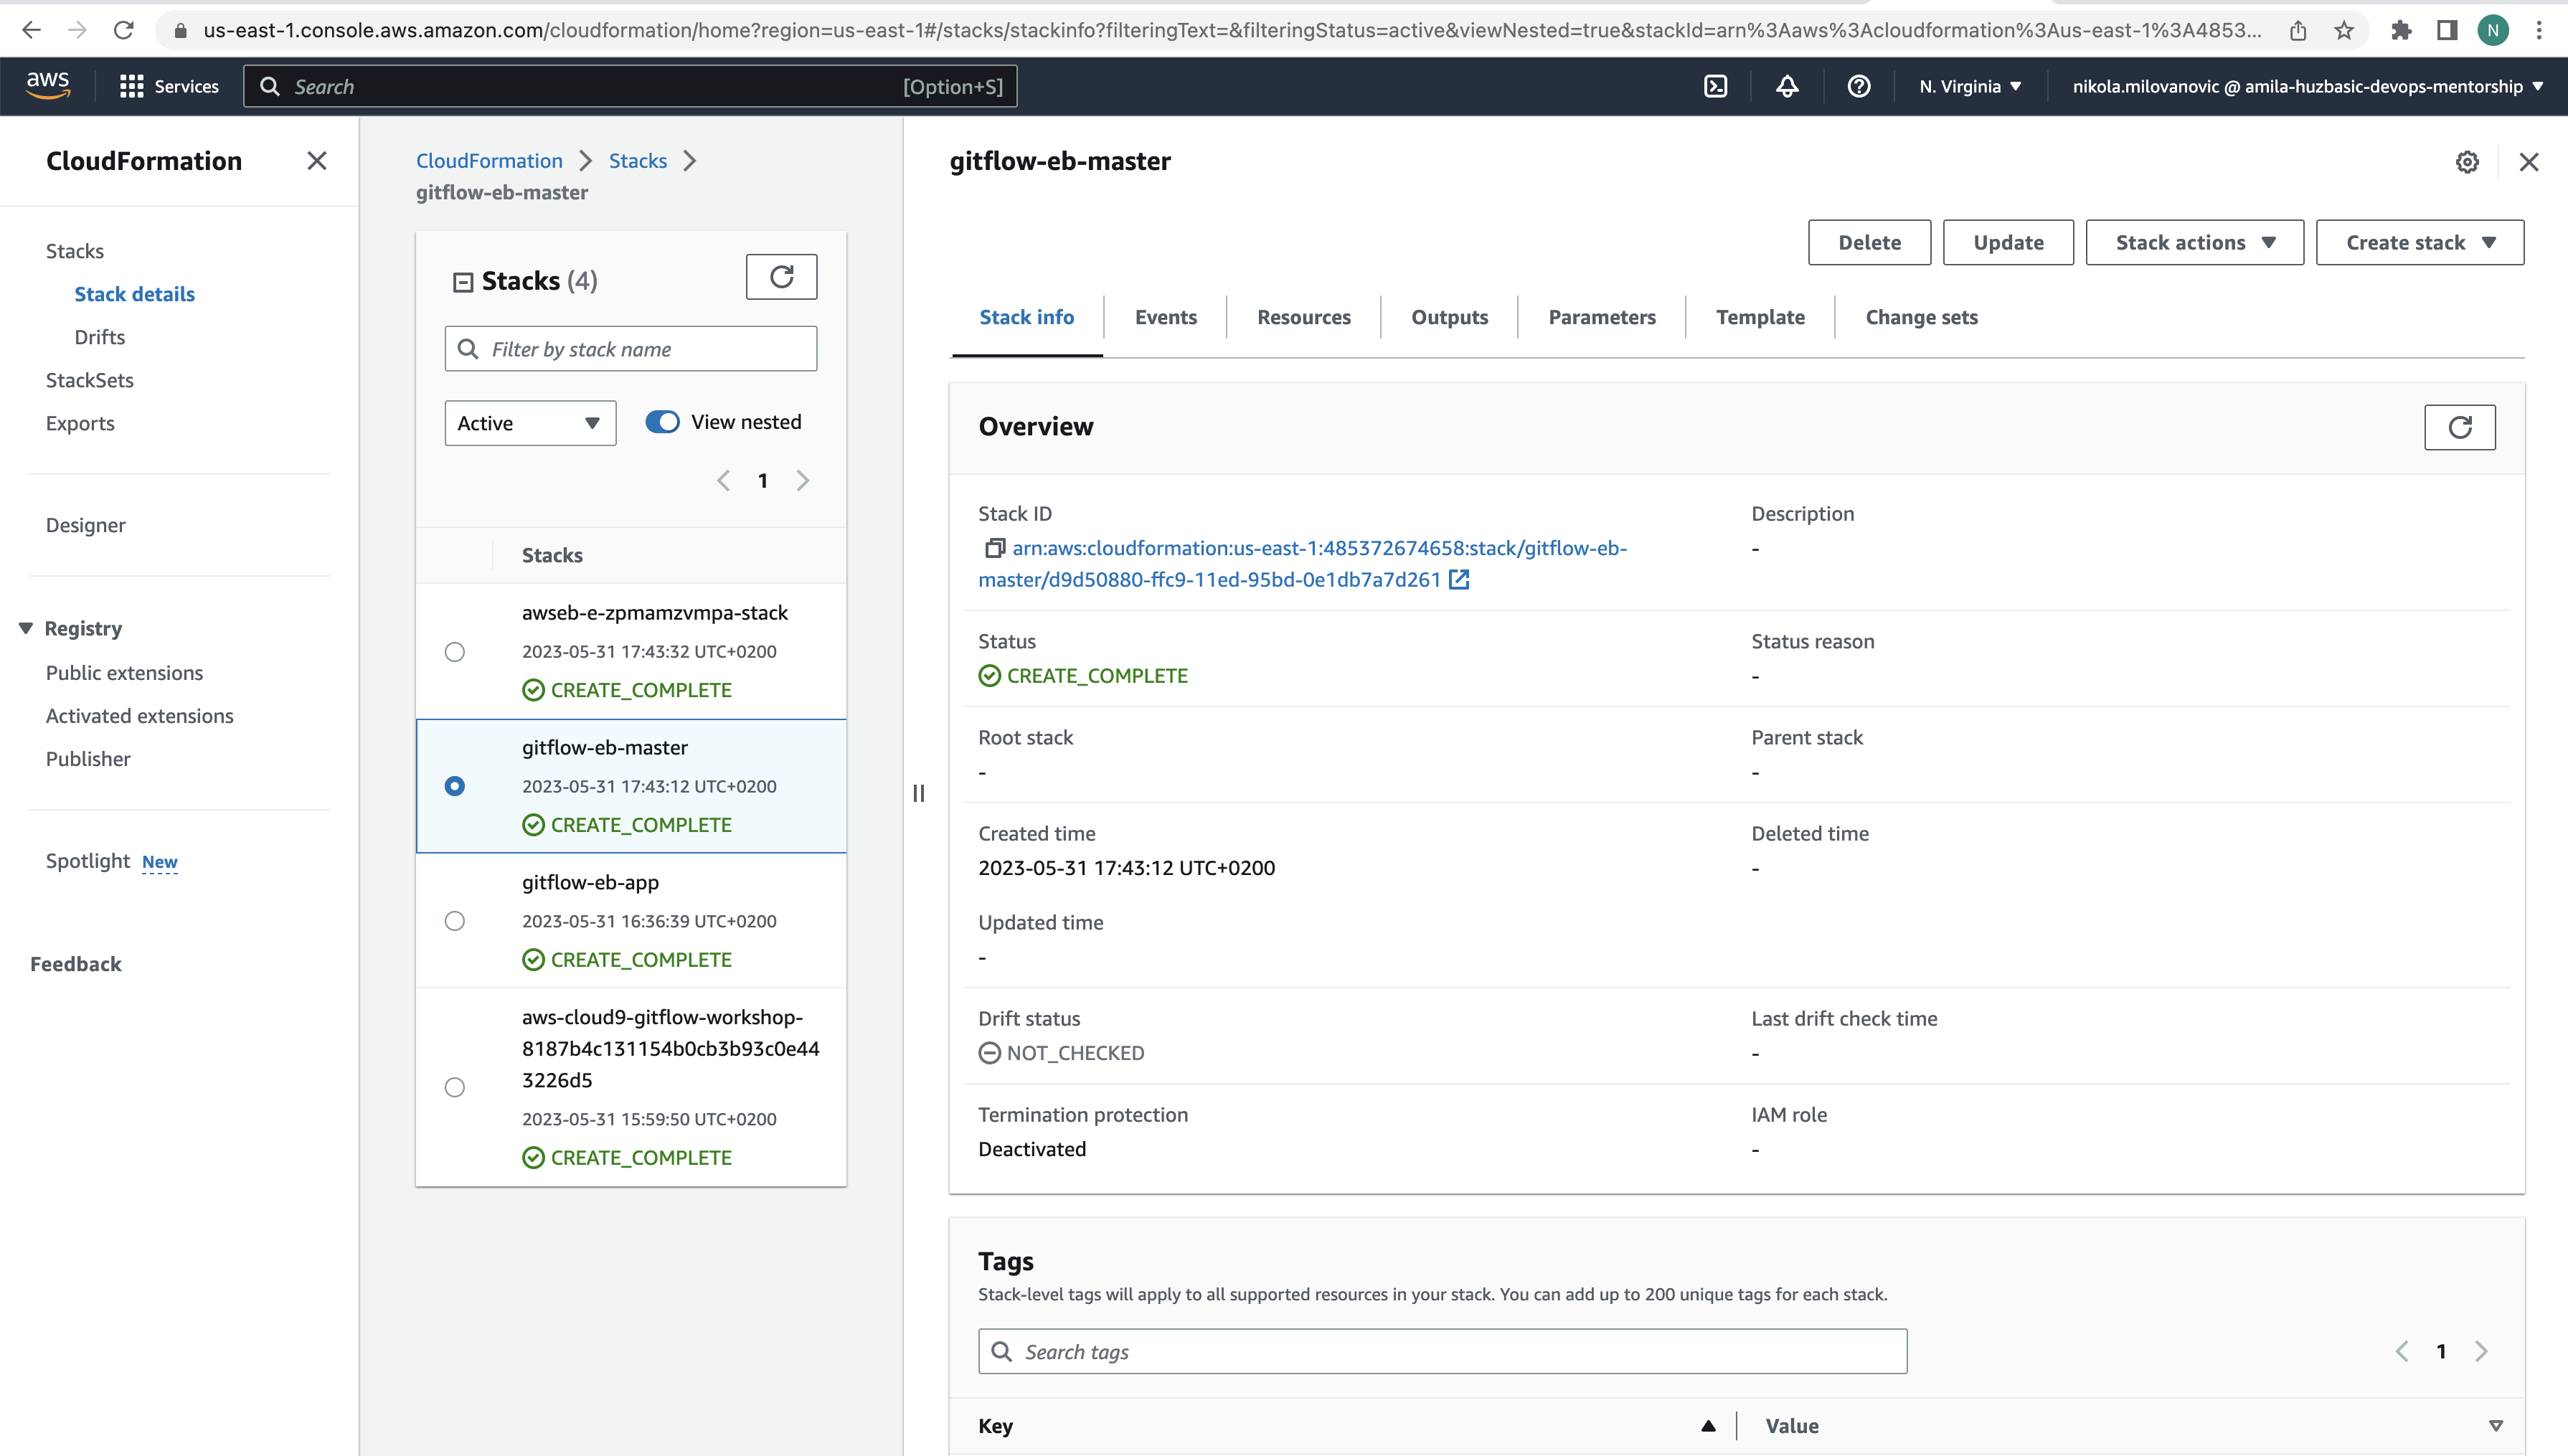 us-east-1.console.aws.amazon.com/cloudformation/home?region=us-east-1#/stacks/stackinfo?filteringText=&filteringStatus=active&viewNested=true&stackId=arn%3Aaws%3Acloudformation%3Aus-east-1%3A4853...
N
aws
Services
Search
[Option+S]
N. Virginia
nikola.milovanovic @ amila-huzbasic-devops-mentorship
CloudFormation
Stacks
Stack details
Drifts
StackSets
Exports
Designer
Registry
Public extensions
Activated extensions
Publisher
Spotlight New
Feedback
CloudFormation
Stacks
gitflow-eb-master
Stacks (4)
Filter by stack name
Active
View nested
1
Stacks
awseb-e-zpmamzvmpa-stack
2023-05-31 17:43:32 UTC+0200
CREATE_COMPLETE
gitflow-eb-master
2023-05-31 17:43:12 UTC+0200
CREATE_COMPLETE
gitflow-eb-app
2023-05-31 16:36:39 UTC+0200
CREATE_COMPLETE
aws-cloud9-gitflow-workshop-
8187b4c131154b0cb3b93c0e44
3226d5
2023-05-31 15:59:50 UTC+0200
CREATE_COMPLETE
gitflow-eb-master
Delete
Update
Stack actions
Create stack
Stack info
Events
Resources
Outputs
Parameters
Template
Change sets
Overview
Stack ID
arn:aws:cloudformation:us-east-1:485372674658:stack/gitflow-eb-
master/d9d50880-ffc9-11ed-95bd-0e1db7a7d261
Description
-
Status
CREATE_COMPLETE
Status reason
-
Root stack
-
Parent stack
-
Created time
2023-05-31 17:43:12 UTC+0200
Deleted time
-
Updated time
-
Drift status
NOT_CHECKED
Last drift check time
-
Termination protection
Deactivated
IAM role
-
Tags
Stack-level tags will apply to all supported resources in your stack. You can add up to 200 unique tags for each stack.
Search tags
1
Key
Value